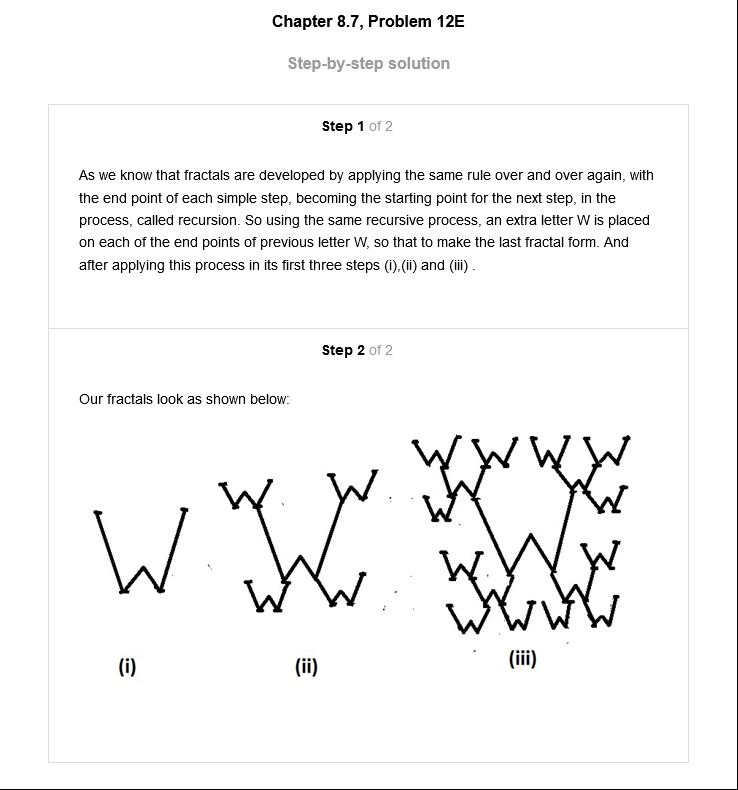 Chapter 8.7, Problem 12E
Step-by-step solution
Step 1 of 2
As we know that fractals are developed by applying the same rule over and over again, with
the end point of each simple step, becoming the starting point for the next step, in the
process, called recursion. So using the same recursive process, an extra letter W is placed
on each of the end points of previous letter W, so that to make the last fractal form. And
after applying this process in its first three steps (i),(ii) and (iii) .
Step 2 of 2
Our fractals look as shown below:
(i)
(ii)
(iii)